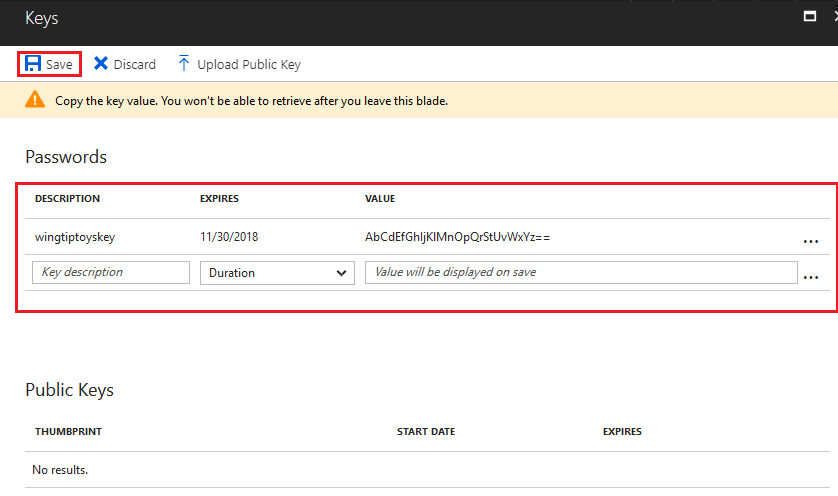 Keys
Save Discard Upload Public Key
Copy the key value. You won't be able to retrieve after you leave this blade.
Passwords
DESCRIPTION EXPIRES VALUE
wingtiptoyskey 11/30/2018 AbCdEfGhIjKlMnOpQrStUvWxYz== ...
Key description Duration Value will be displayed on save ...
Public Keys
THUMBPRINT START DATE EXPIRES
No results.